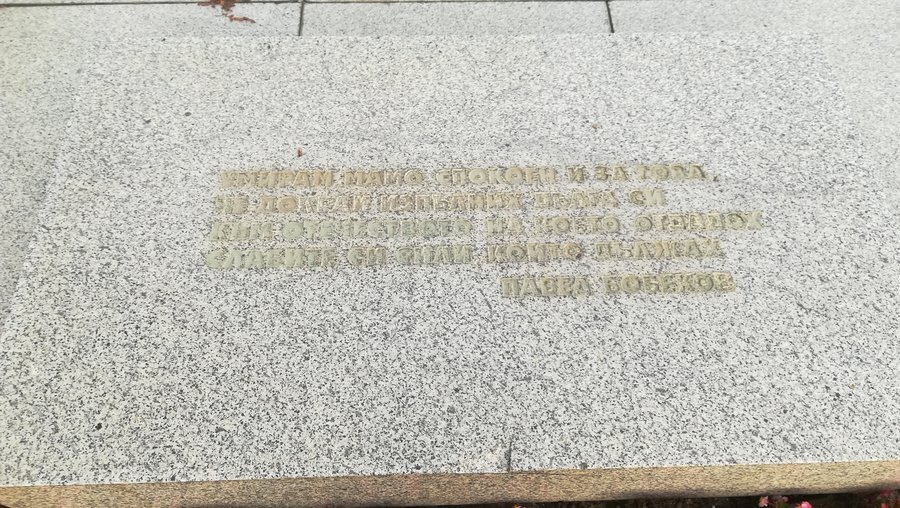 УМИРАМ МАЙО СПОКОЕН И ЗА ТОВА,
ЧЕ ДОКРАЙ ИЗПЪЛНИХ ДЪЛГА СИ
КЪМ ОТЕЧЕСТВОТО НА КОЕТО ОТДАДОХ
СЛАБИТЕ СИ СИЛИ КОИТО ДЪЛЖАХ
ПАВЕЛ БОБЕКОВ